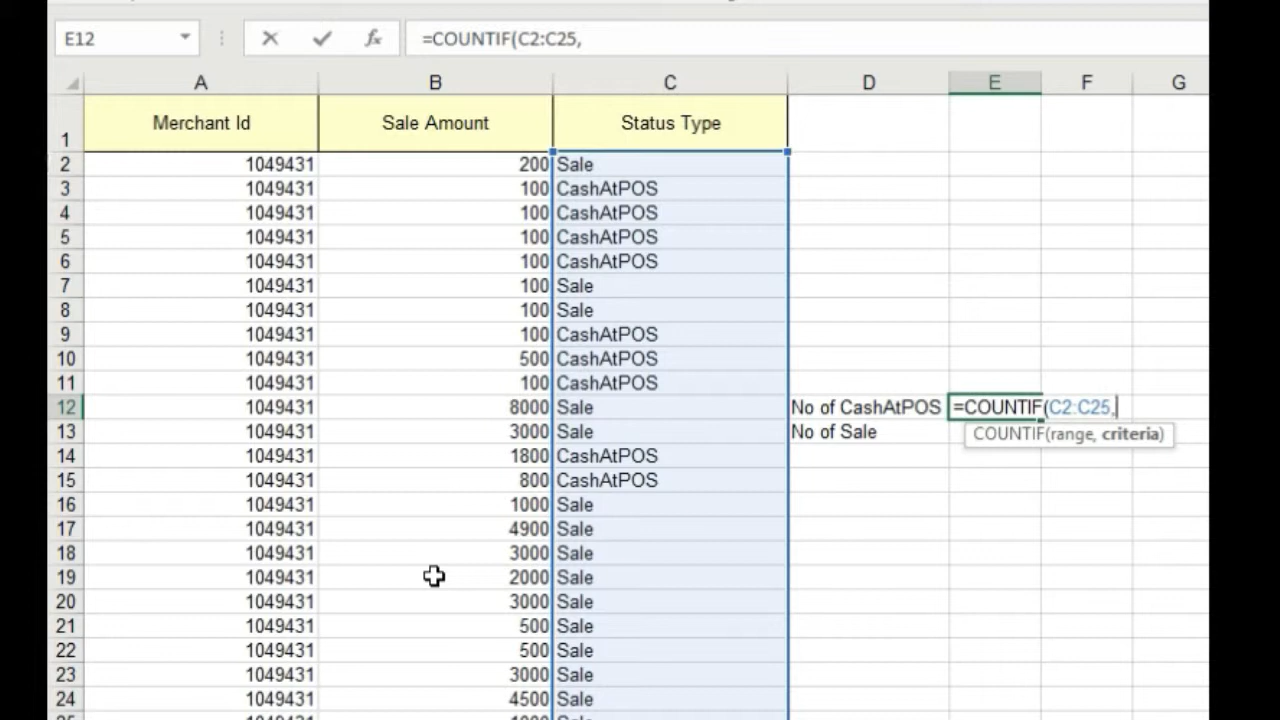 E12 fx =COUNTIF(C2:C25,
A B C D E F G
1 Merchant Id Sale Amount Status Type
2 1049431 200 Sale
3 1049431 100 CashAtPOS
4 1049431 100 CashAtPOS
5 1049431 100 CashAtPOS
6 1049431 100 CashAtPOS
7 1049431 100 Sale
8 1049431 100 Sale
9 1049431 100 CashAtPOS
10 1049431 500 CashAtPOS
11 1049431 100 CashAtPOS
12 1049431 8000 Sale No of CashAtPOS =COUNTIF(C2:C25,
13 1049431 3000 Sale No of Sale COUNTIF(range, criteria)
14 1049431 1800 CashAtPOS
15 1049431 800 CashAtPOS
16 1049431 1000 Sale
17 1049431 4900 Sale
18 1049431 3000 Sale
19 1049431 2000 Sale
20 1049431 3000 Sale
21 1049431 500 Sale
22 1049431 500 Sale
23 1049431 3000 Sale
24 1049431 4500 Sale